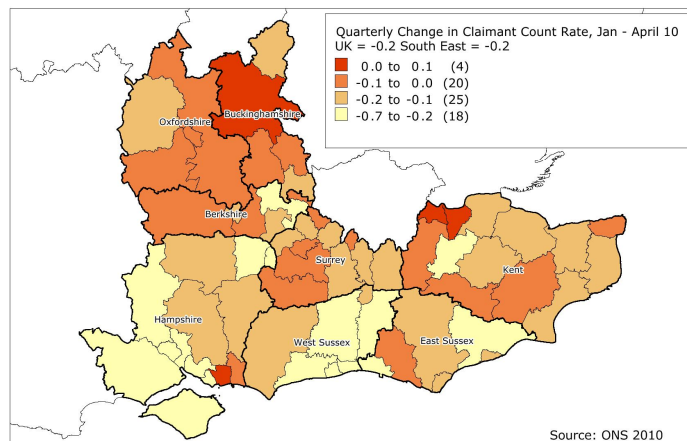 Quarterly Change in Claimant Count Rate, Jan - April 10
UK = -0.2 South East = -0.2
0.0 to 0.1 (4)
-0.1 to 0.0 (20)
-0.2 to -0.1 (25)
-0.7 to -0.2 (18)
Buckinghamshire
Oxfordshire
Berkshire
Surrey
Kent
Hampshire
West Sussex
East Sussex
Source: ONS 2010